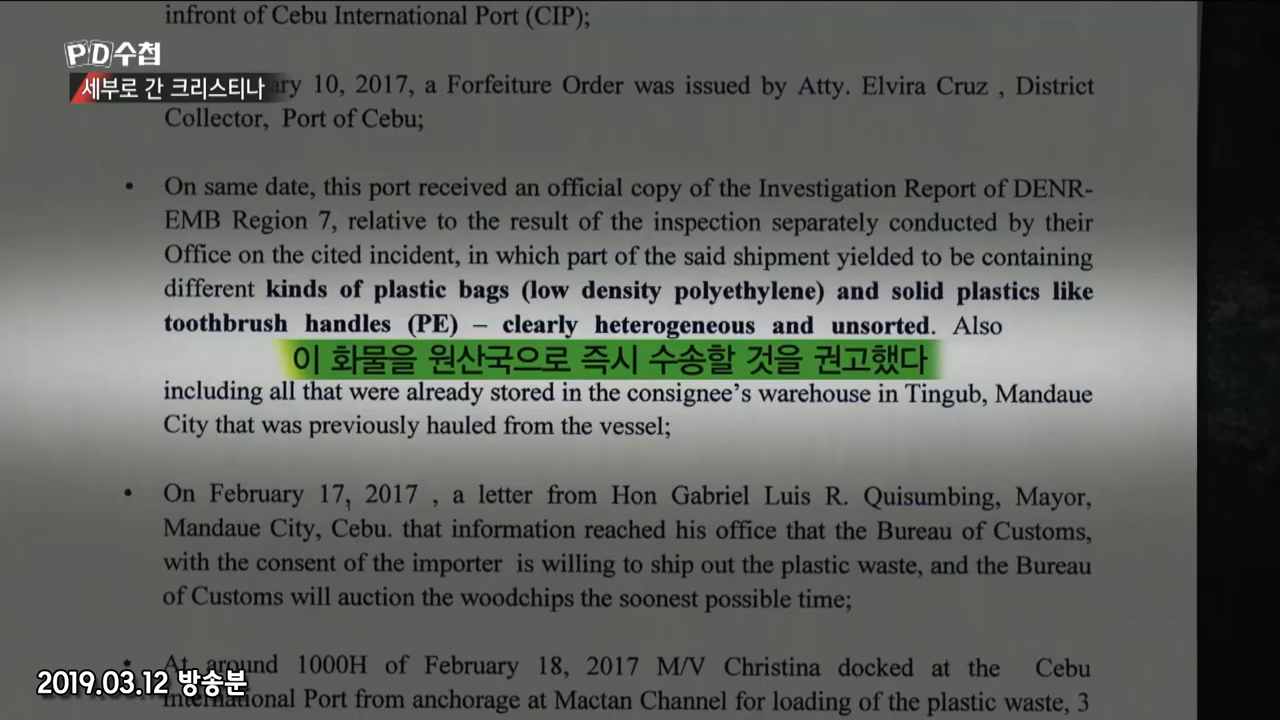 infront of Cebu International Port (CIP);
PD수첩
세부로 간 크리스티나
ry 10, 2017, a Forfeiture Order was issued by Atty. Elvira Cruz , District
Collector, Port of Cebu;
• On same date, this port received an official copy of the Investigation Report of DENR-
EMB Region 7, relative to the result of the inspection separately conducted by their
Office on the cited incident, in which part of the said shipment yielded to be containing
different kinds of plastic bags (low density polyethylene) and solid plastics like
toothbrush handles (PE) – clearly heterogeneous and unsorted. Also
이 화물을 원산국으로 즉시 수송할 것을 권고했다
including all that were already stored in the consignee's warehouse in Tingub, Mandaue
City that was previously hauled from the vessel;
• On February 17, 2017 , a letter from Hon Gabriel Luis R. Quisumbing, Mayor,
Mandaue City, Cebu. that information reached his office that the Bureau of Customs,
with the consent of the importer is willing to ship out the plastic waste, and the Bureau
of Customs will auction the woodchips the soonest possible time;
• At around 1000H of February 18, 2017 M/V Christina docked at the Cebu
International Port from anchorage at Mactan Channel for loading of the plastic waste, 3
2019.03.12 방송분